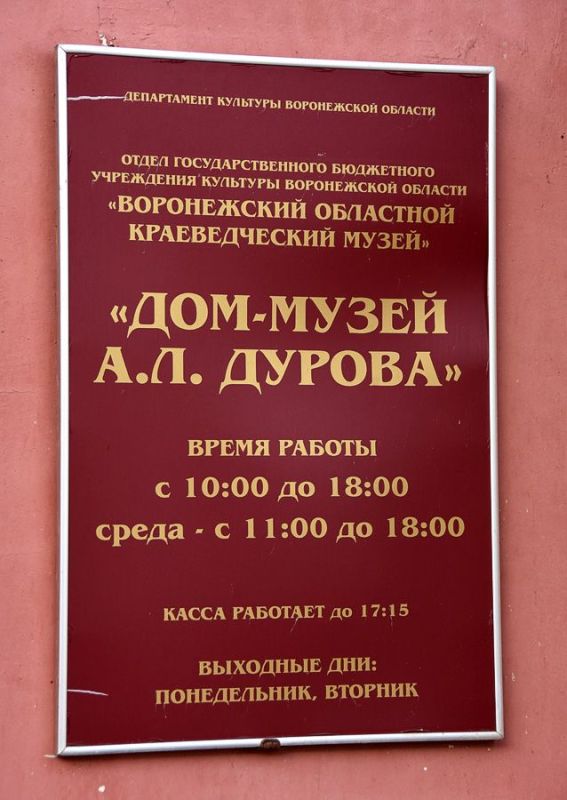 ДЕПАРТАМЕНТ КУЛЬТУРЫ ВОРОНЕЖСКОЙ ОБЛАСТИ
ОТДЕЛ ГОСУДАРСТВЕННОГО БЮДЖЕТНОГО
УЧРЕЖДЕНИЯ КУЛЬТУРЫ ВОРОНЕЖСКОЙ ОБЛАСТИ
«ВОРОНЕЖСКИЙ ОБЛАСТНОЙ
КРАЕВЕДЧЕСКИЙ МУЗЕЙ»
«ДОМ-МУЗЕЙ
А.Л. ДУРОВА»
ВРЕМЯ РАБОТЫ
с 10:00 до 18:00
среда - с 11:00 до 18:00
КАССА РАБОТАЕТ до 17:15
ВЫХОДНЫЕ ДНИ:
ПОНЕДЕЛЬНИК, ВТОРНИК